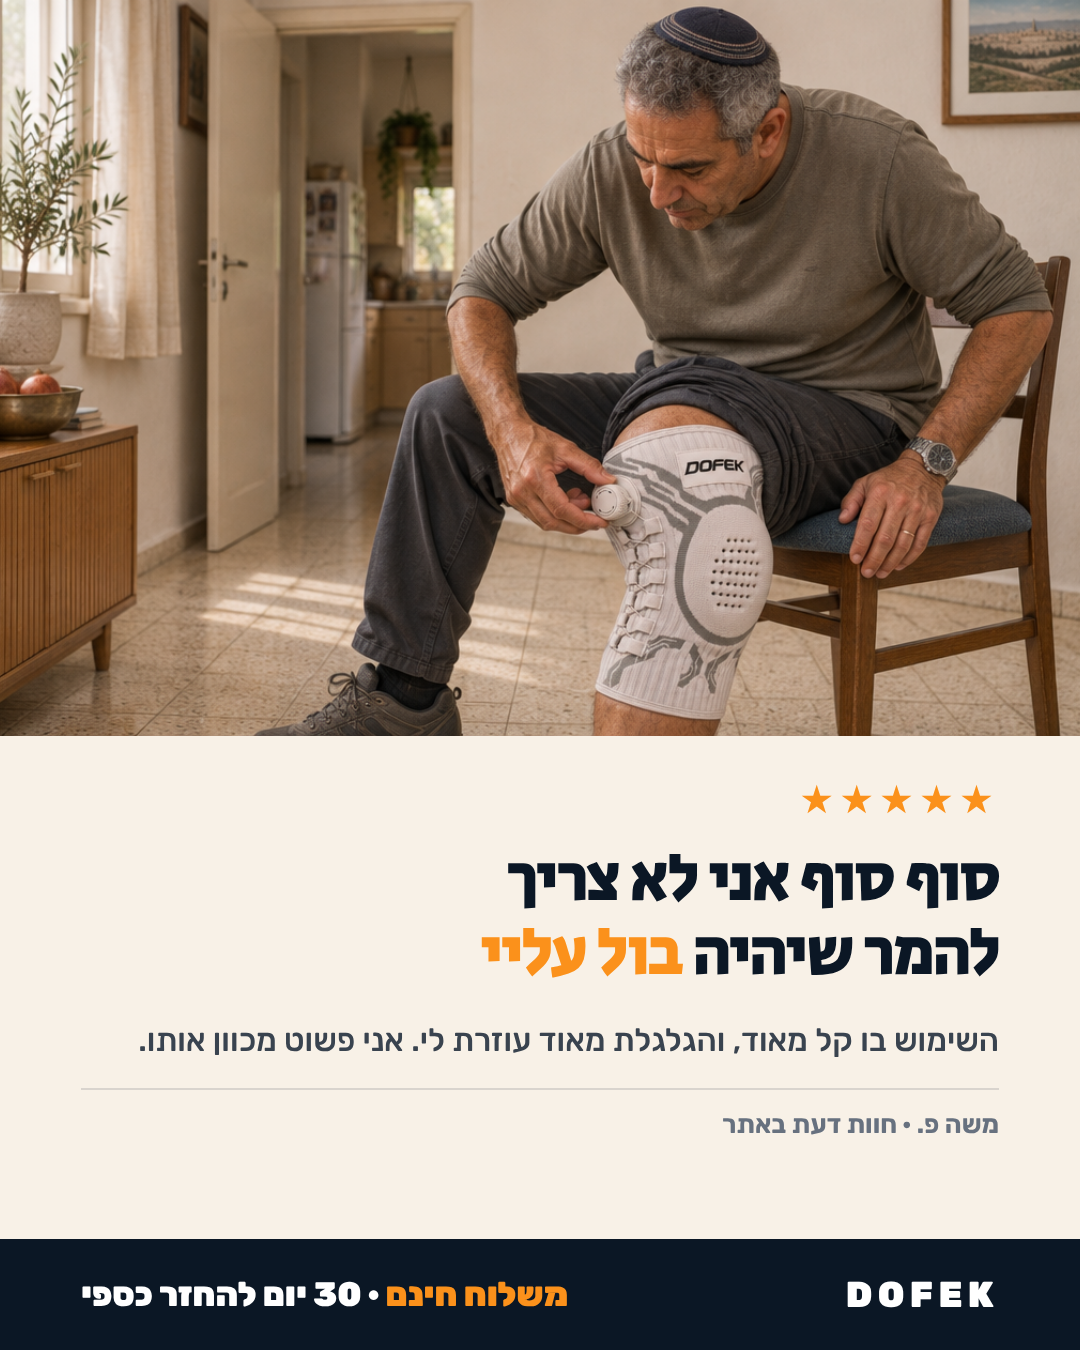 DOFEK
★★★★★
סוף סוף אני לא צריך
להמר שיהיה בול עליי
השימוש בו קל מאוד, והגלגלת מאוד עוזרת לי. אני פשוט מכוון אותו.
משה פ. • חוות דעת באתר
DOFEK
משלוח חינם • 30 יום להחזר כספי